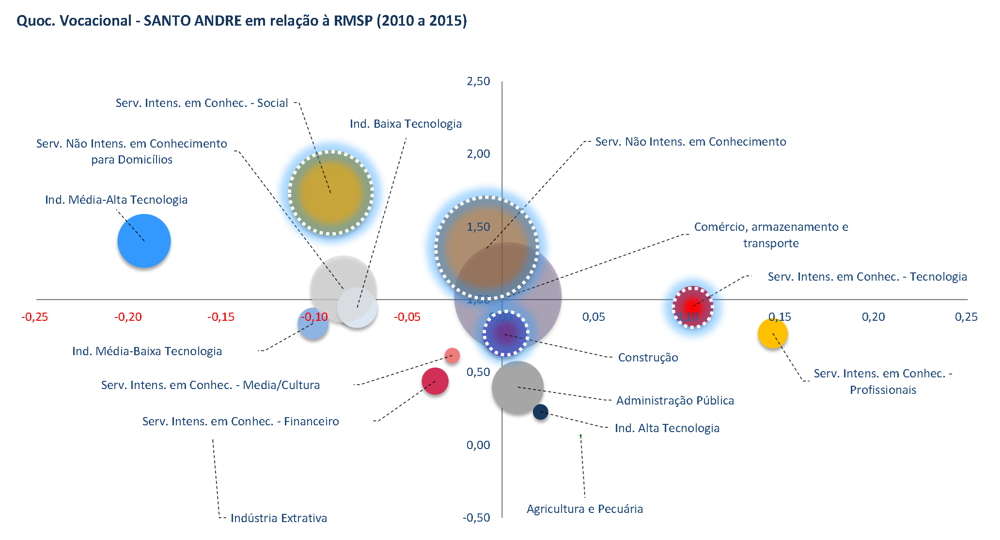 Quoc. Vocacional - SANTO ANDRE em relação à RMSP (2010 a 2015)
2,50
Serv. Intens. em Conhec. - Social
Ind. Baixa Tecnologia
Serv. Não Intens. em Conhecimento
para Domicílios
Serv. Não Intens. em Conhecimento
2,00
Ind. Média-Alta Tecnologia
1,50
Comércio, armazenamento e
transporte
Serv. Intens. em Conhec. - Tecnologia
1,00
-0,25
-0,20
-0,15
-0,10
-0,05
0,00
0,05
0,10
0,15
0,20
0,25
Ind. Média-Baixa Tecnologia
Construção
0,50
Serv. Intens. em Conhec. -
Profissionais
Serv. Intens. em Conhec. - Media/Cultura
Administração Pública
Serv. Intens. em Conhec. - Financeiro
Ind. Alta Tecnologia
0,00
Agricultura e Pecuária
Indústria Extrativa
-0,50